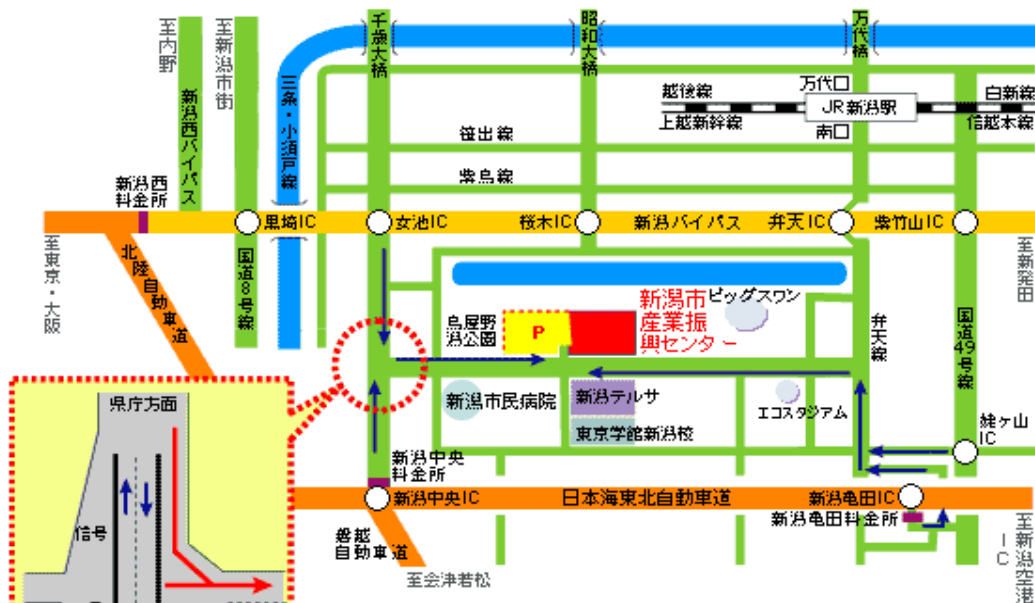 至内野
至新潟市街
新潟西バイパス
三条・小須戸線
千歳大橋
昭和大橋
万代橋
万代口
越後線
JR新潟駅
白新線
上越新幹線
南口
信越本線
笹出線
紫鳥線
新潟西
料金所
黒埼IC
女池IC
桜木IC
新潟バイパス
弁天IC
紫竹山IC
至東京・大阪
北陸自動車道
国道8号線
至新発田
鳥屋野
潟公園
P
新潟市
産業振
興センター
ビッグスワン
弁天線
国道49号線
新潟市民病院
新潟テルサ
東京学館新潟校
エコスタジアム
姥ヶ山
IC
県庁方面
信号
新潟中央
料金所
新潟中央IC
日本海東北自動車道
新潟亀田IC
新潟亀田料金所
磐越
自動車道
至会津若松
至新潟空港
IC